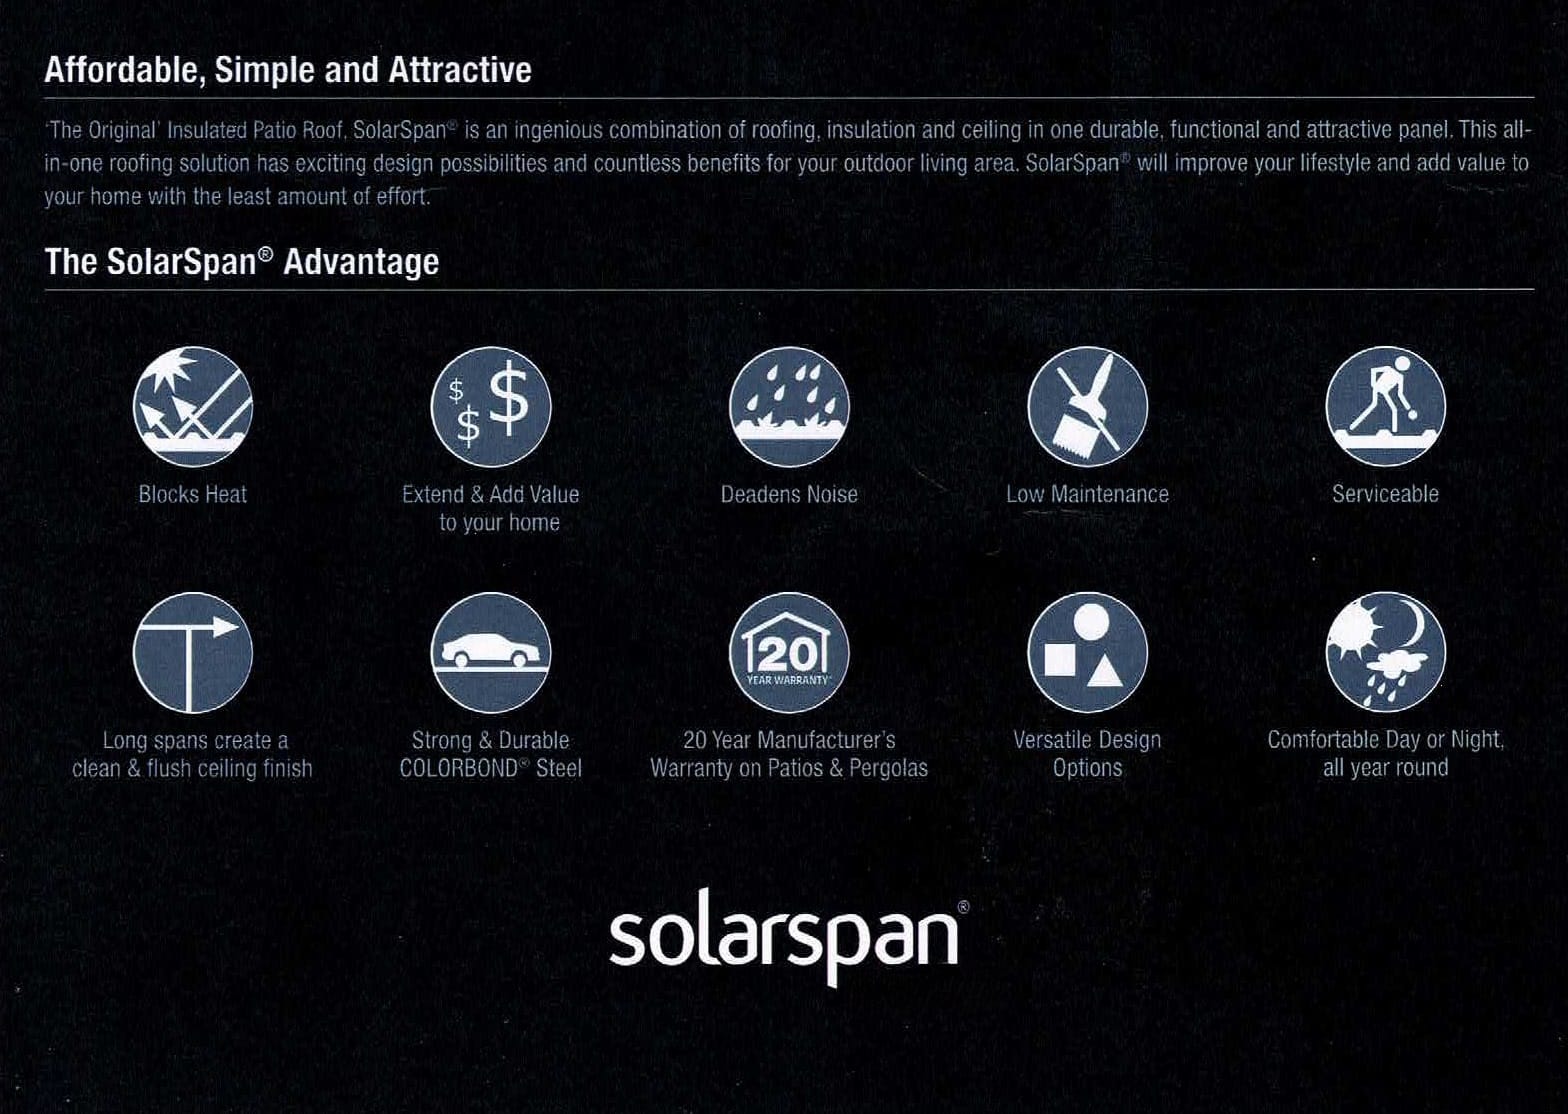 Affordable, Simple and Attractive
'The Original' Insulated Patio Roof. SolarSpan® is an ingenious combination of roofing, insulation and ceiling in one durable, functional and attractive panel. This all-
in-one roofing solution has exciting design possibilities and countless benefits for your outdoor living area. SolarSpan® will improve your lifestyle and add value to
your home with the least amount of effort.
The SolarSpan® Advantage
$ $ $
Blocks Heat
Extend & Add Value
to your home
Deadens Noise
Low Maintenance
Serviceable
20
YEAR WARRANTY
Long spans create a
clean & flush ceiling finish
Strong & Durable
COLORBOND® Steel
20 Year Manufacturer's
Warranty on Patios & Pergolas
Versatile Design
Options
Comfortable Day or Night,
all year round
solarspan®